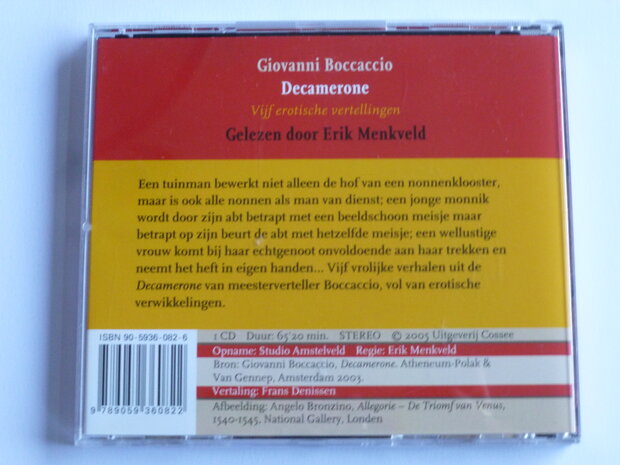 Giovanni Boccaccio
Decamerone
Vijf erotische vertellingen
Gelezen door Erik Menkveld
Een tuinman bewerkt niet alleen de hof van een nonnenklooster,
maar is ook alle nonnen als man van dienst; een jonge monnik
wordt door zijn abt betrapt met een beeldschoon meisje maar
betrapt op zijn beurt de abt met hetzelfde meisje; een wellustige
vrouw komt bij haar echtgenoot onvoldoende aan haar trekken en
neemt het heft in eigen handen... Vijf vrolijke verhalen uit de
Decamerone van meesterverteller Boccaccio, vol van erotische
verwikkelingen.
ISBN 90-5936-082-6
1 CD Duur: 65'20 min. STEREO © 2005 Uitgeverij Cossee
Opname: Studio Amstelveld Regie: Erik Menkveld
Bron: Giovanni Boccaccio, Decamerone. Atheneum-Polak &
Van Gennep, Amsterdam 2003.
Vertaling: Frans Denissen
Afbeelding: Angelo Bronzino, Allegorie – De Triomf van Venus,
1540-1545, National Gallery, London
9 789059 360822